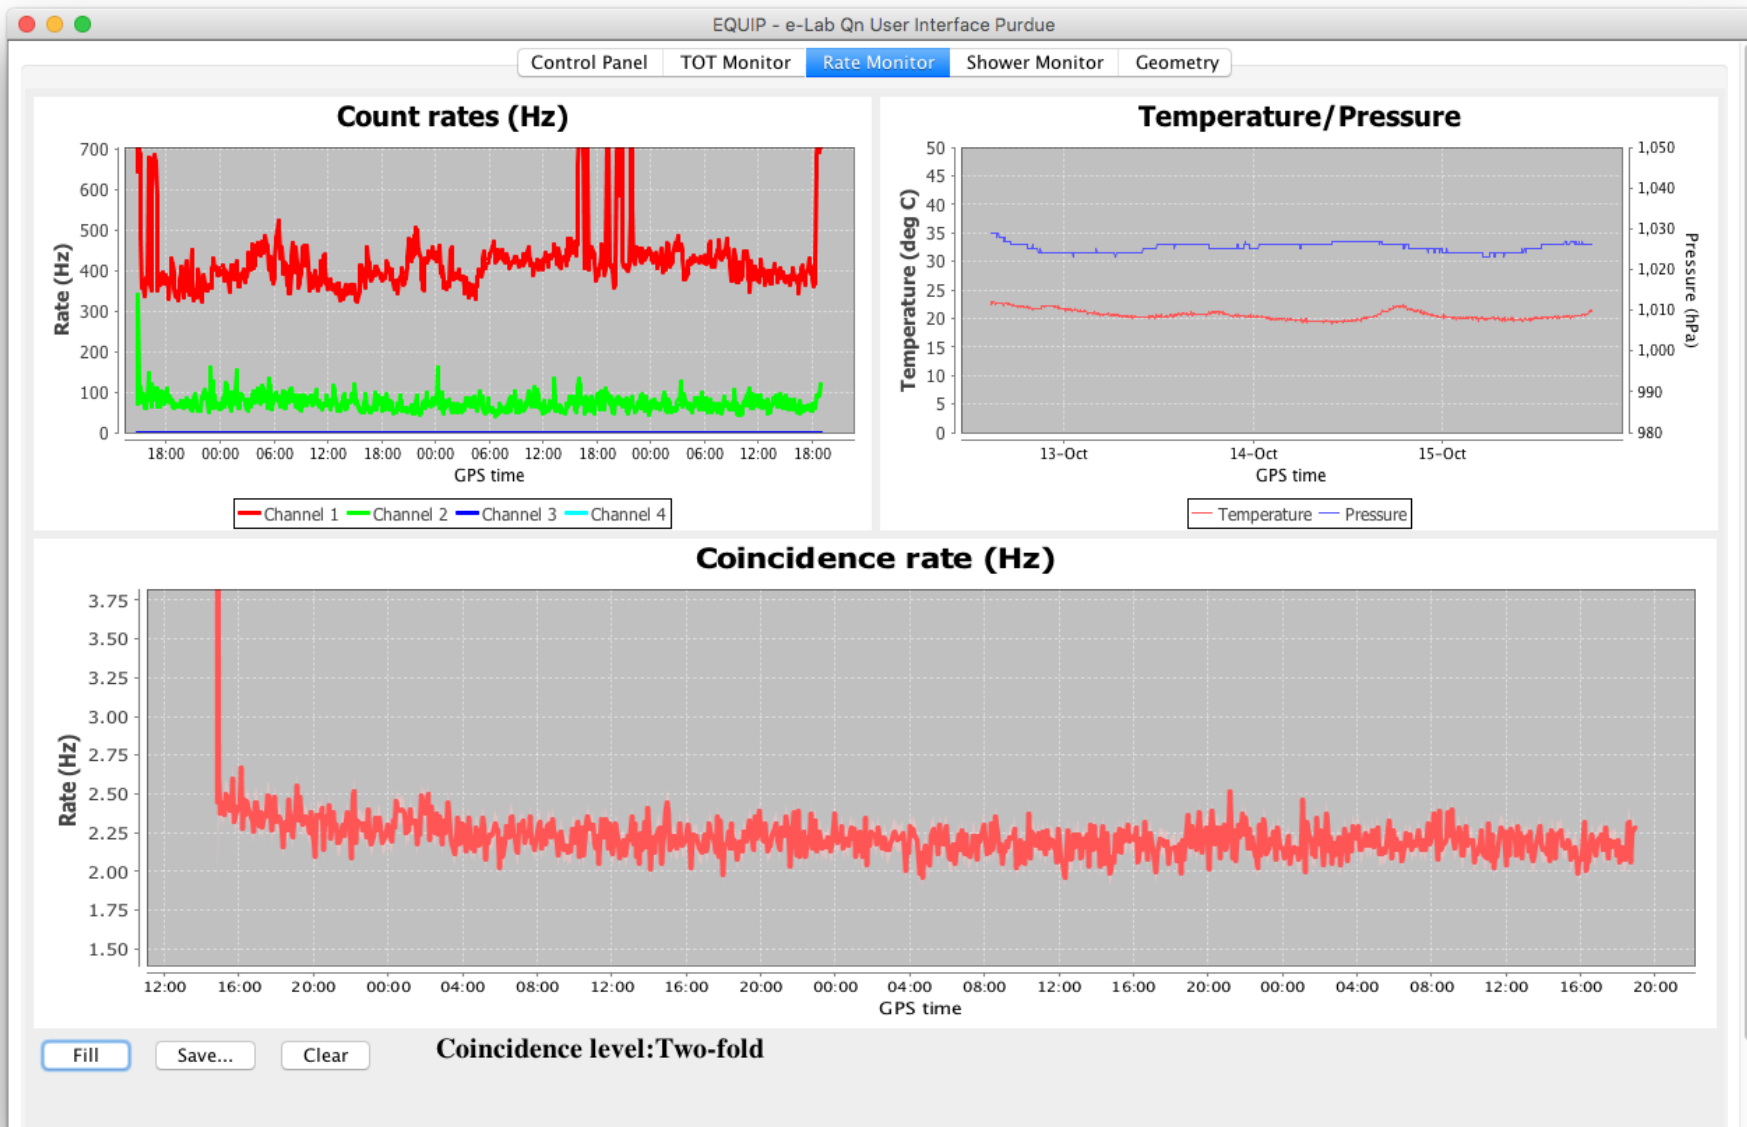 EQUIP - e-Lab Qn User Interface Purdue
Control Panel TOT Monitor Rate Monitor Shower Monitor Geometry
Count rates (Hz)
700
600
500
400
300
200
100
0
Rate (Hz)
18:00 00:00 06:00 12:00 18:00 00:00 06:00 12:00 18:00 00:00 06:00 12:00 18:00
GPS time
Channel 1 Channel 2 Channel 3 Channel 4
Temperature/Pressure
50
45
40
35
30
25
20
15
10
5
0
Temperature (deg C)
1,050
1,040
1,030
1,020
1,010
1,000
990
980
Pressure (hPa)
13-Oct 14-Oct 15-Oct
GPS time
Temperature Pressure
Coincidence rate (Hz)
3.75
3.50
3.25
3.00
2.75
2.50
2.25
2.00
1.75
1.50
Rate (Hz)
12:00 16:00 20:00 00:00 04:00 08:00 12:00 16:00 20:00 00:00 04:00 08:00 12:00 16:00 20:00 00:00 04:00 08:00 12:00 16:00 20:00
GPS time
Fill Save... Clear Coincidence level:Two-fold